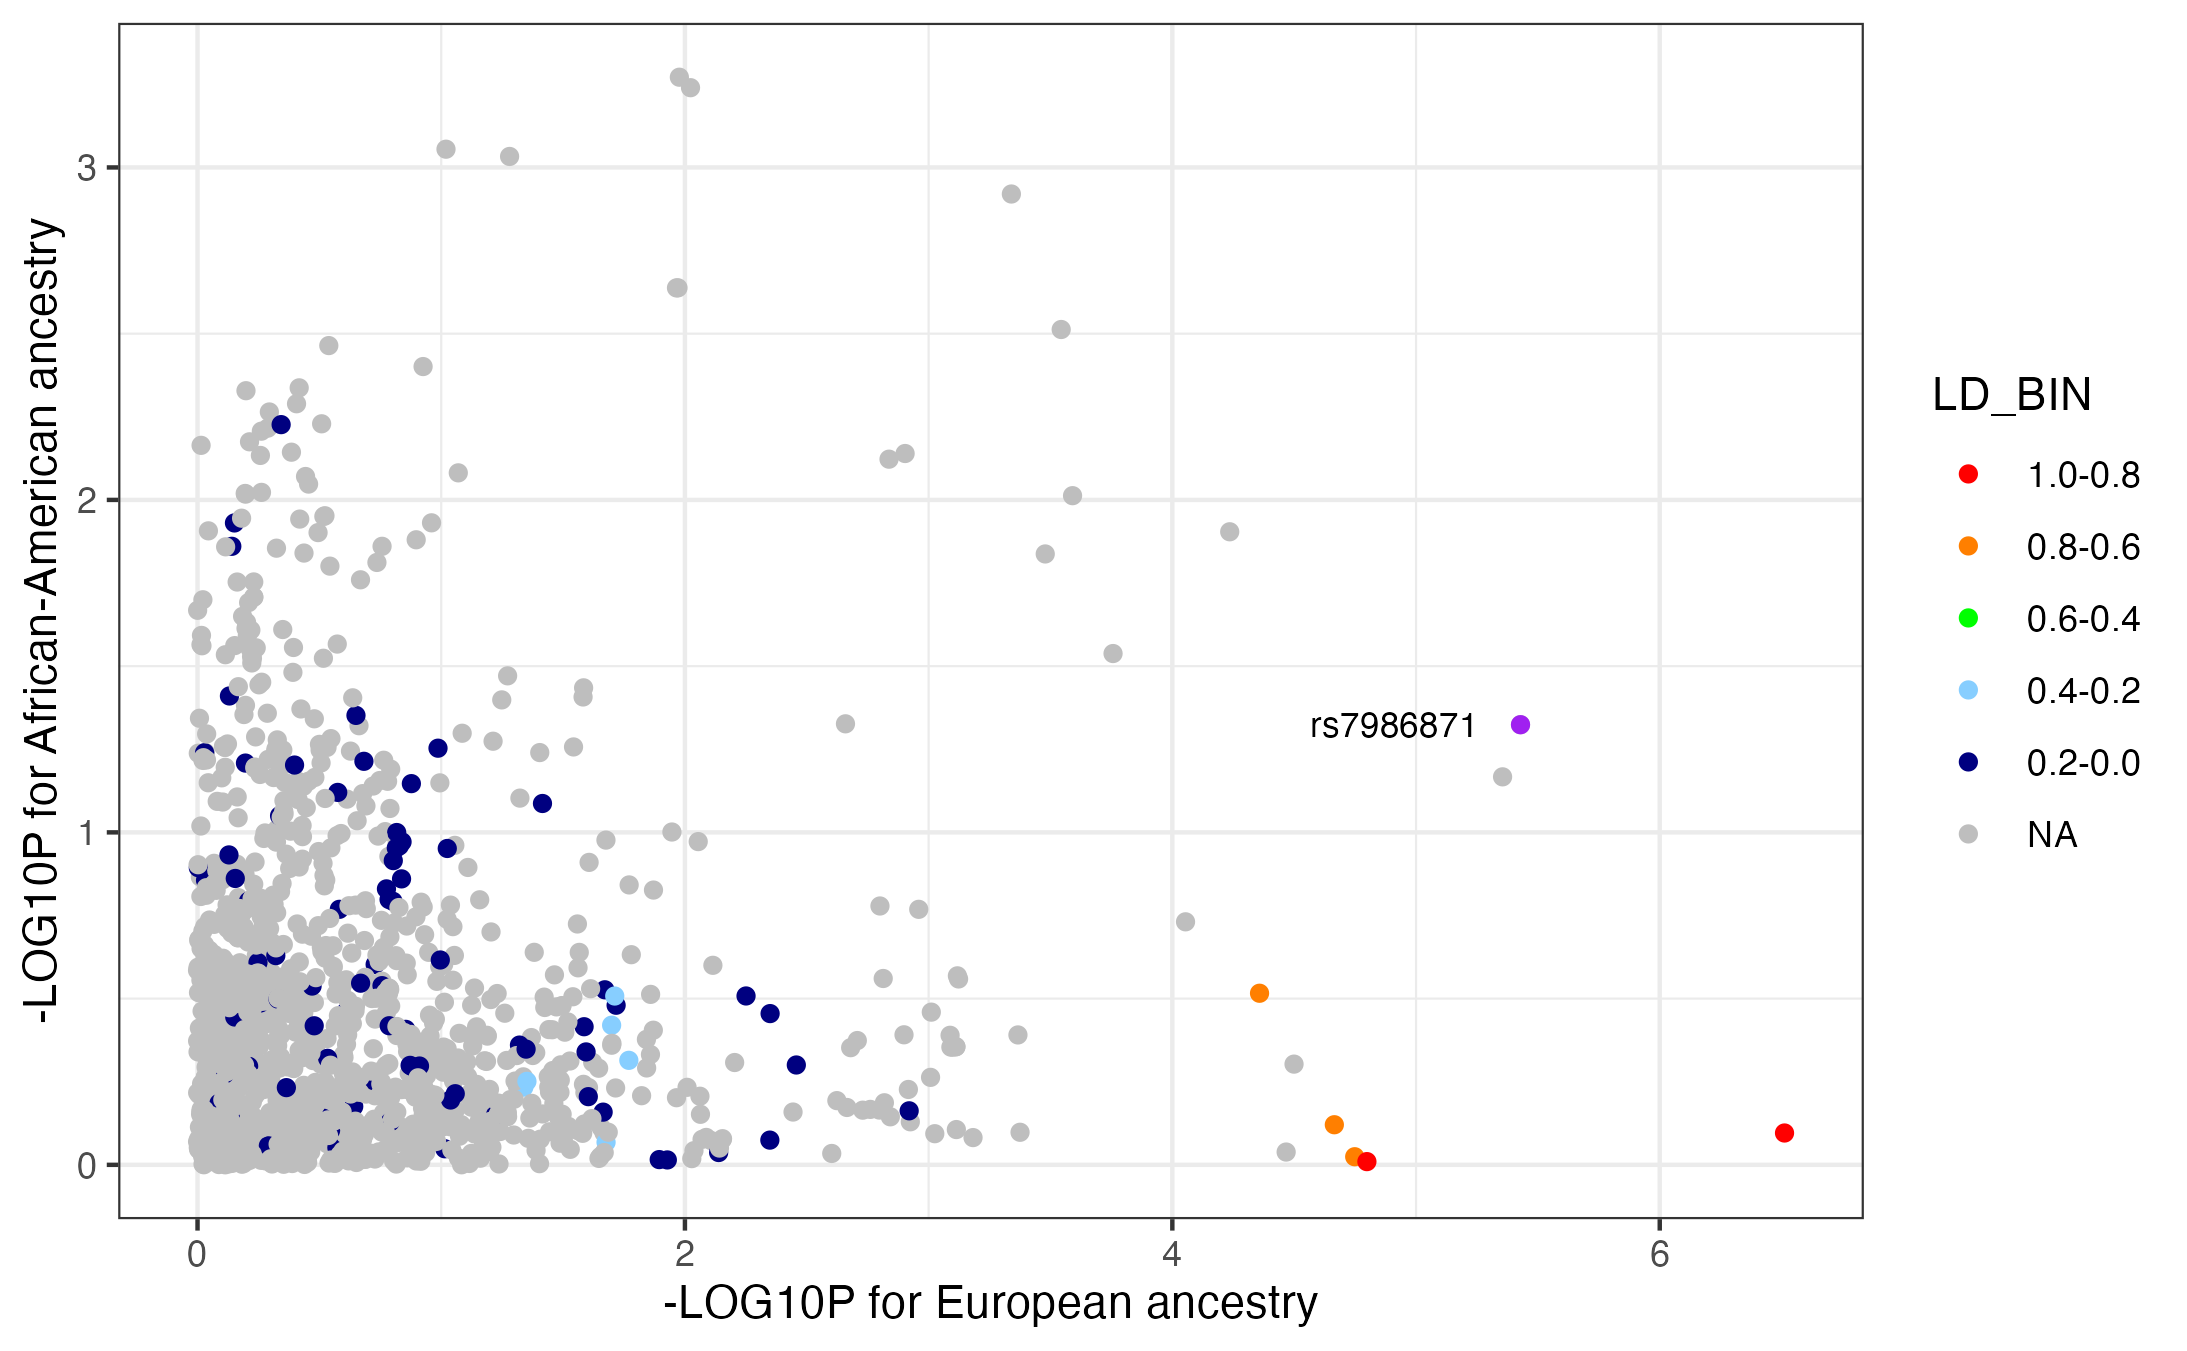 -LOG10P for African-American ancestry
3
2
1
0
rs7986871
0
2
4
6
-LOG10P for European ancestry
LD_BIN
1.0-0.8
0.8-0.6
0.6-0.4
0.4-0.2
0.2-0.0
NA